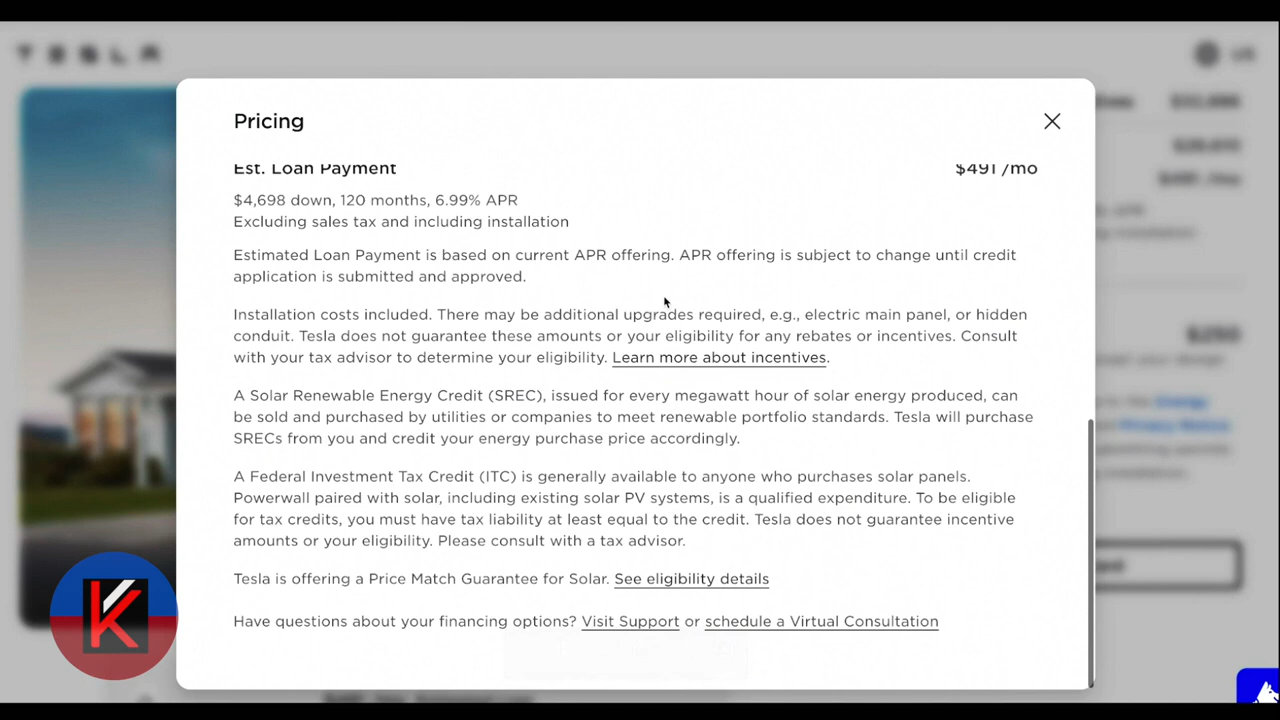 TESLA
US
Pricing
Est. Loan Payment
$491 /mo
$4,698 down, 120 months, 6.99% APR
Excluding sales tax and including installation
Estimated Loan Payment is based on current APR offering. APR offering is subject to change until credit
application is submitted and approved.
Installation costs included. There may be additional upgrades required, e.g., electric main panel, or hidden
conduit. Tesla does not guarantee these amounts or your eligibility for any rebates or incentives. Consult
with your tax advisor to determine your eligibility. Learn more about incentives.
A Solar Renewable Energy Credit (SREC), issued for every megawatt hour of solar energy produced, can
be sold and purchased by utilities or companies to meet renewable portfolio standards. Tesla will purchase
SRECs from you and credit your energy purchase price accordingly.
A Federal Investment Tax Credit (ITC) is generally available to anyone who purchases solar panels.
Powerwall paired with solar, including existing solar PV systems, is a qualified expenditure. To be eligible
for tax credits, you must have tax liability at least equal to the credit. Tesla does not guarantee incentive
amounts or your eligibility. Please consult with a tax advisor.
Tesla is offering a Price Match Guarantee for Solar. See eligibility details
Have questions about your financing options? Visit Support or schedule a Virtual Consultation
$250
Privacy Notice
K